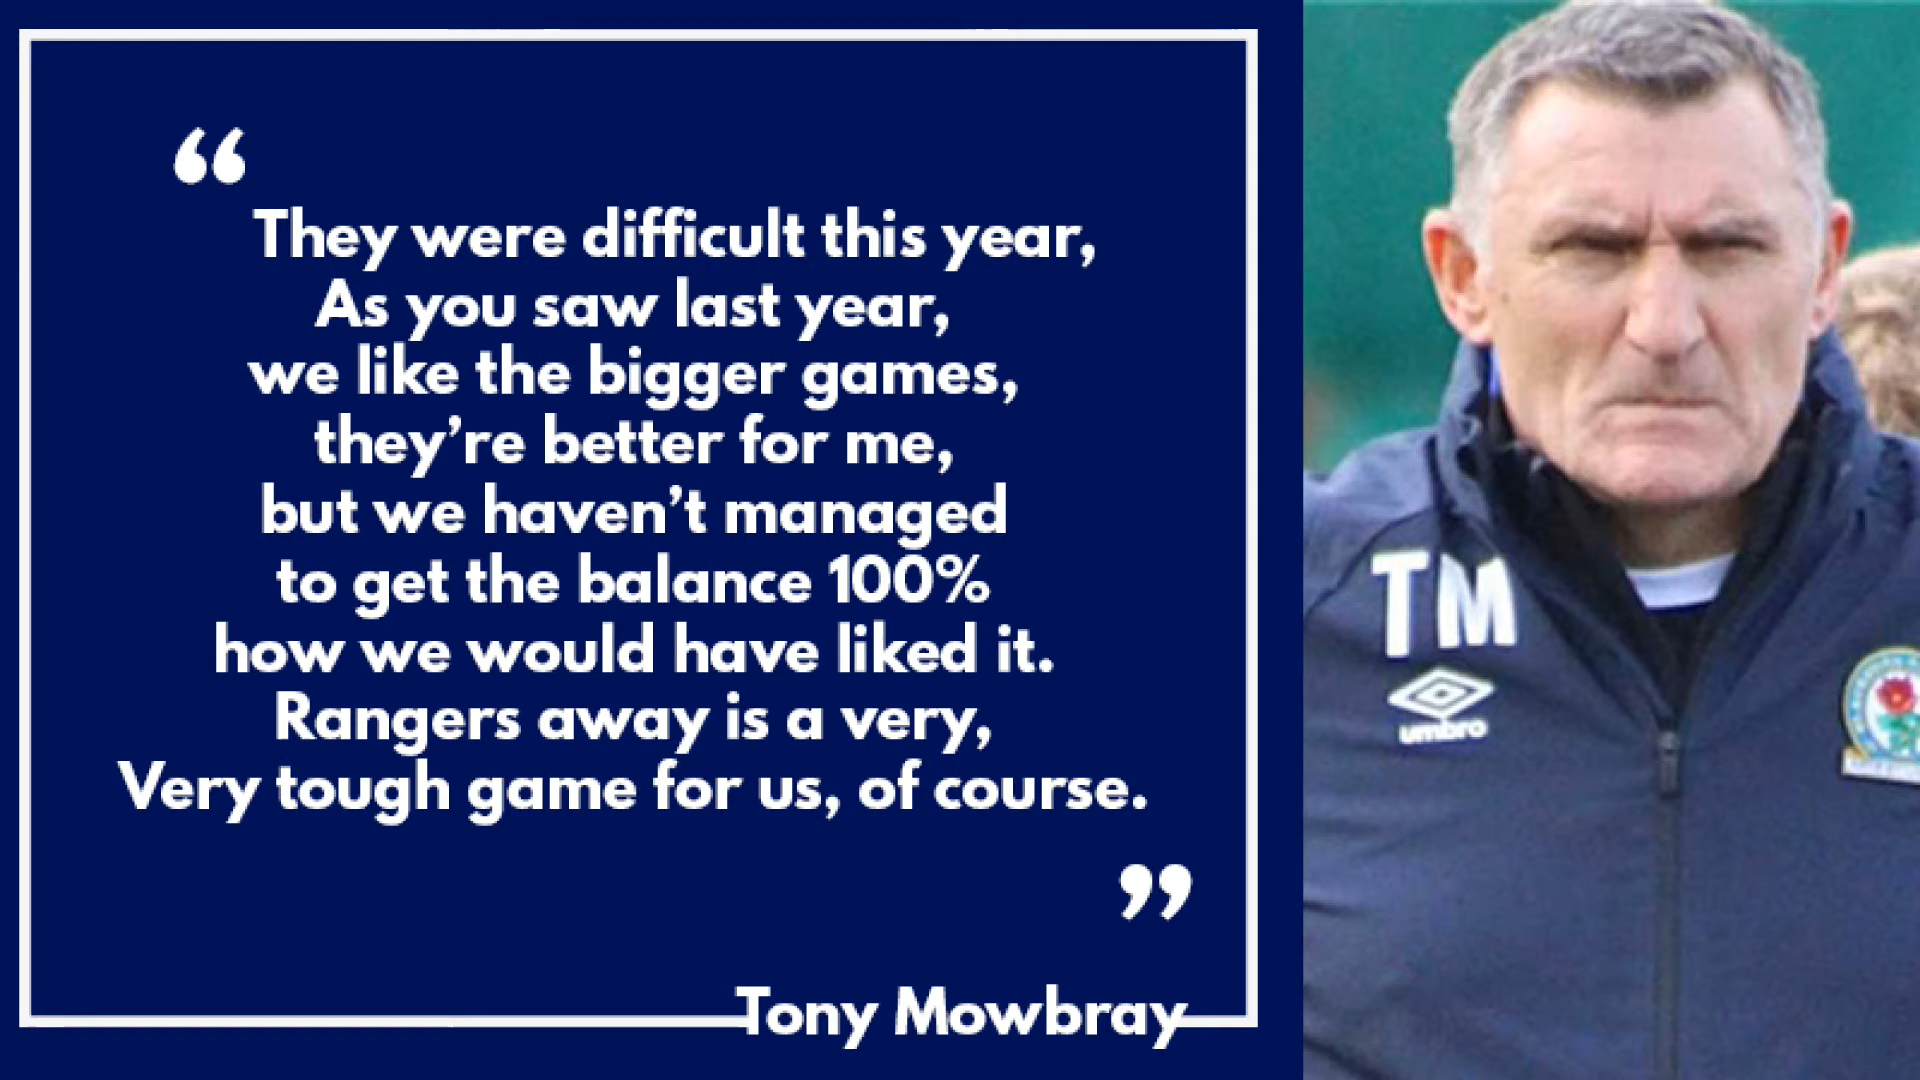 “
They were difficult this year,
As you saw last year,
we like the bigger games,
they’re better for me,
but we haven’t managed
to get the balance 100%
how we would have liked it.
Rangers away is a very,
Very tough game for us, of course.
”
Tony Mowbray
TM
umbro